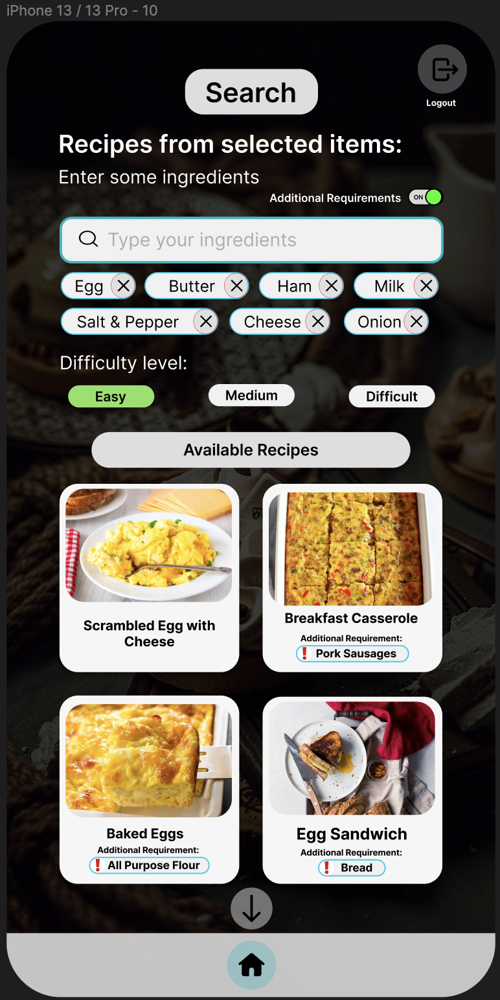 iPhone 13 / 13 Pro - 10
Search
Logout
Recipes from selected items:
Enter some ingredients
Additional Requirements ON
Type your ingredients
Egg Butter Ham Milk
Salt & Pepper Cheese Onion
Difficulty level:
Easy Medium Difficult
Available Recipes
Scrambled Egg with
Cheese
Breakfast Casserole
Additional Requirement:
Pork Sausages
Baked Eggs
Additional Requirement:
All Purpose Flour
Egg Sandwich
Additional Requirement:
Bread